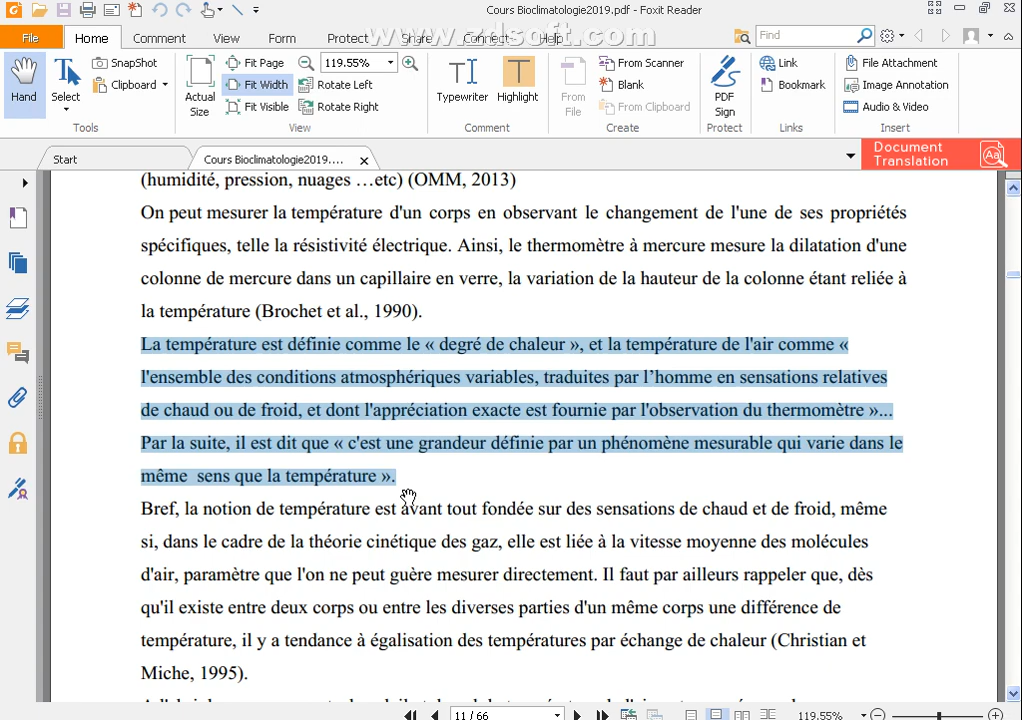 Cours Bioclimatologie2019.pdf - Foxit Reader
File Home Comment View Form Protect Share Connect Help Find
www.zdsoft.com
Hand Select SnapShot Clipboard Actual Size Fit Page Fit Width Fit Visible 119.55% Rotate Left Rotate Right Typewriter Highlight From File From Scanner Blank From Clipboard PDF Sign Link Bookmark File Attachment Image Annotation Audio & Video
Tools View Comment Create Protect Links Insert
Start Cours Bioclimatologie2019.... Document Translation
(humidité, pression, nuages …etc) (OMM, 2013)
On peut mesurer la température d'un corps en observant le changement de l'une de ses propriétés
spécifiques, telle la résistivité électrique. Ainsi, le thermomètre à mercure mesure la dilatation d'une
colonne de mercure dans un capillaire en verre, la variation de la hauteur de la colonne étant reliée à
la température (Brochet et al., 1990).
La température est définie comme le « degré de chaleur », et la température de l'air comme «
l'ensemble des conditions atmosphériques variables, traduites par l’homme en sensations relatives
de chaud ou de froid, et dont l'appréciation exacte est fournie par l'observation du thermomètre »...
Par la suite, il est dit que « c'est une grandeur définie par un phénomène mesurable qui varie dans le
même sens que la température ».
Bref, la notion de température est avant tout fondée sur des sensations de chaud et de froid, même
si, dans le cadre de la théorie cinétique des gaz, elle est liée à la vitesse moyenne des molécules
d'air, paramètre que l'on ne peut guère mesurer directement. Il faut par ailleurs rappeler que, dès
qu'il existe entre deux corps ou entre les diverses parties d'un même corps une différence de
température, il y a tendance à égalisation des températures par échange de chaleur (Christian et
Miche, 1995).
11 / 66 119.55%